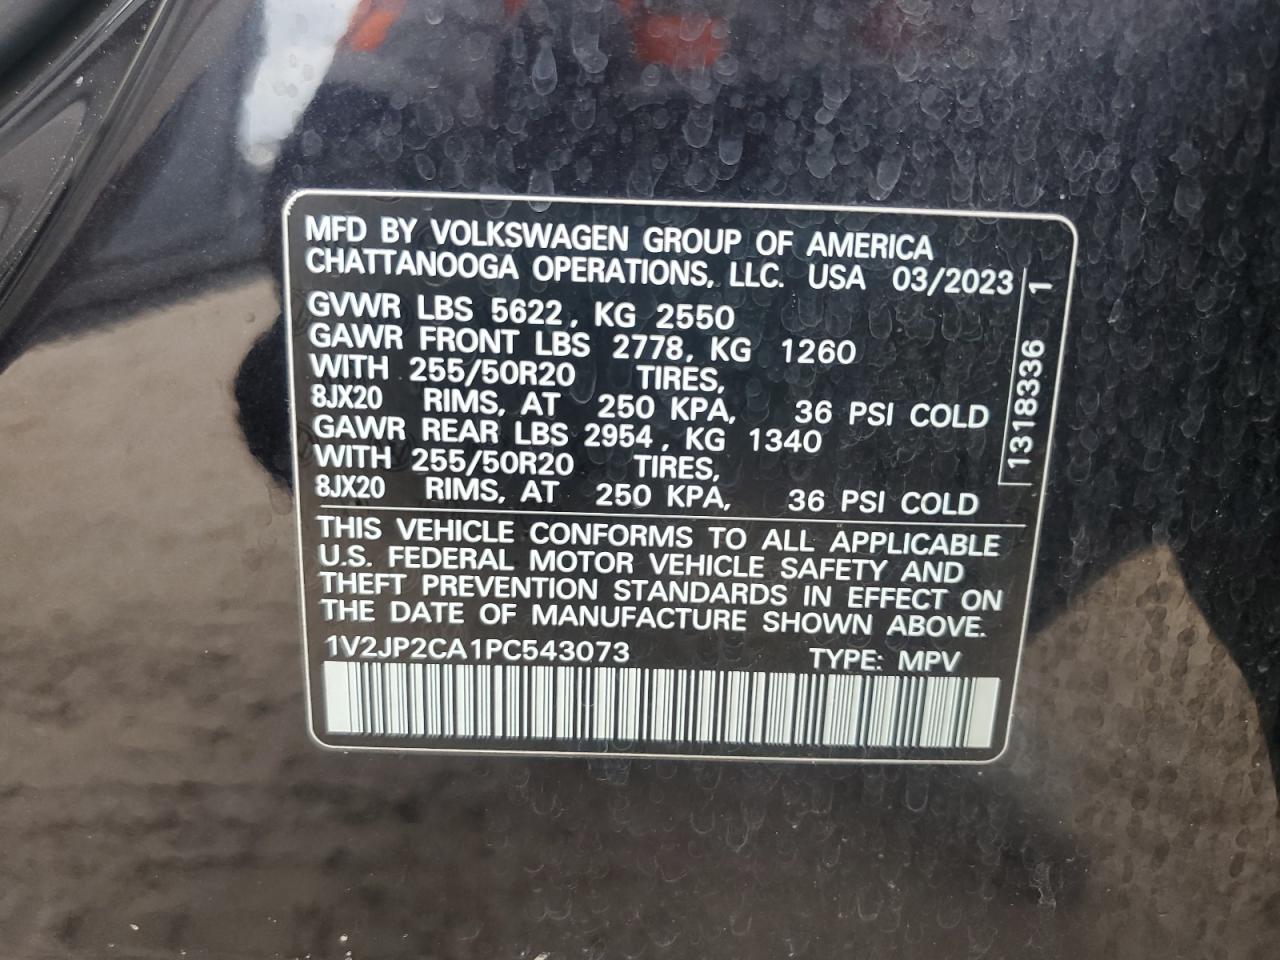 MFD BY VOLKSWAGEN GROUP OF AMERICA
CHATTANOOGA OPERATIONS, LLC. USA 03/2023
GVWR LBS 5622, KG 2550
GAWR FRONT LBS 2778, KG 1260
WITH 255/50R20 TIRES,
8JX20 RIMS, AT 250 KPA, 36 PSI COLD
GAWR REAR LBS 2954, KG 1340
WITH 255/50R20 TIRES,
8JX20 RIMS, AT 250 KPA, 36 PSI COLD
1318336 1
THIS VEHICLE CONFORMS TO ALL APPLICABLE
U.S. FEDERAL MOTOR VEHICLE SAFETY AND
THEFT PREVENTION STANDARDS IN EFFECT ON
THE DATE OF MANUFACTURE SHOWN ABOVE.
1V2JP2CA1PC543073 TYPE: MPV